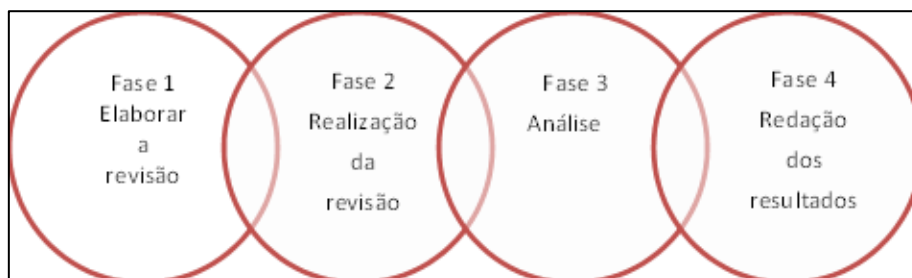 Fase 1
Elaborar
a
revisão
Fase 2
Realização
da
revisão
Fase 3
Análise
Fase 4
Redação
dos
resultados